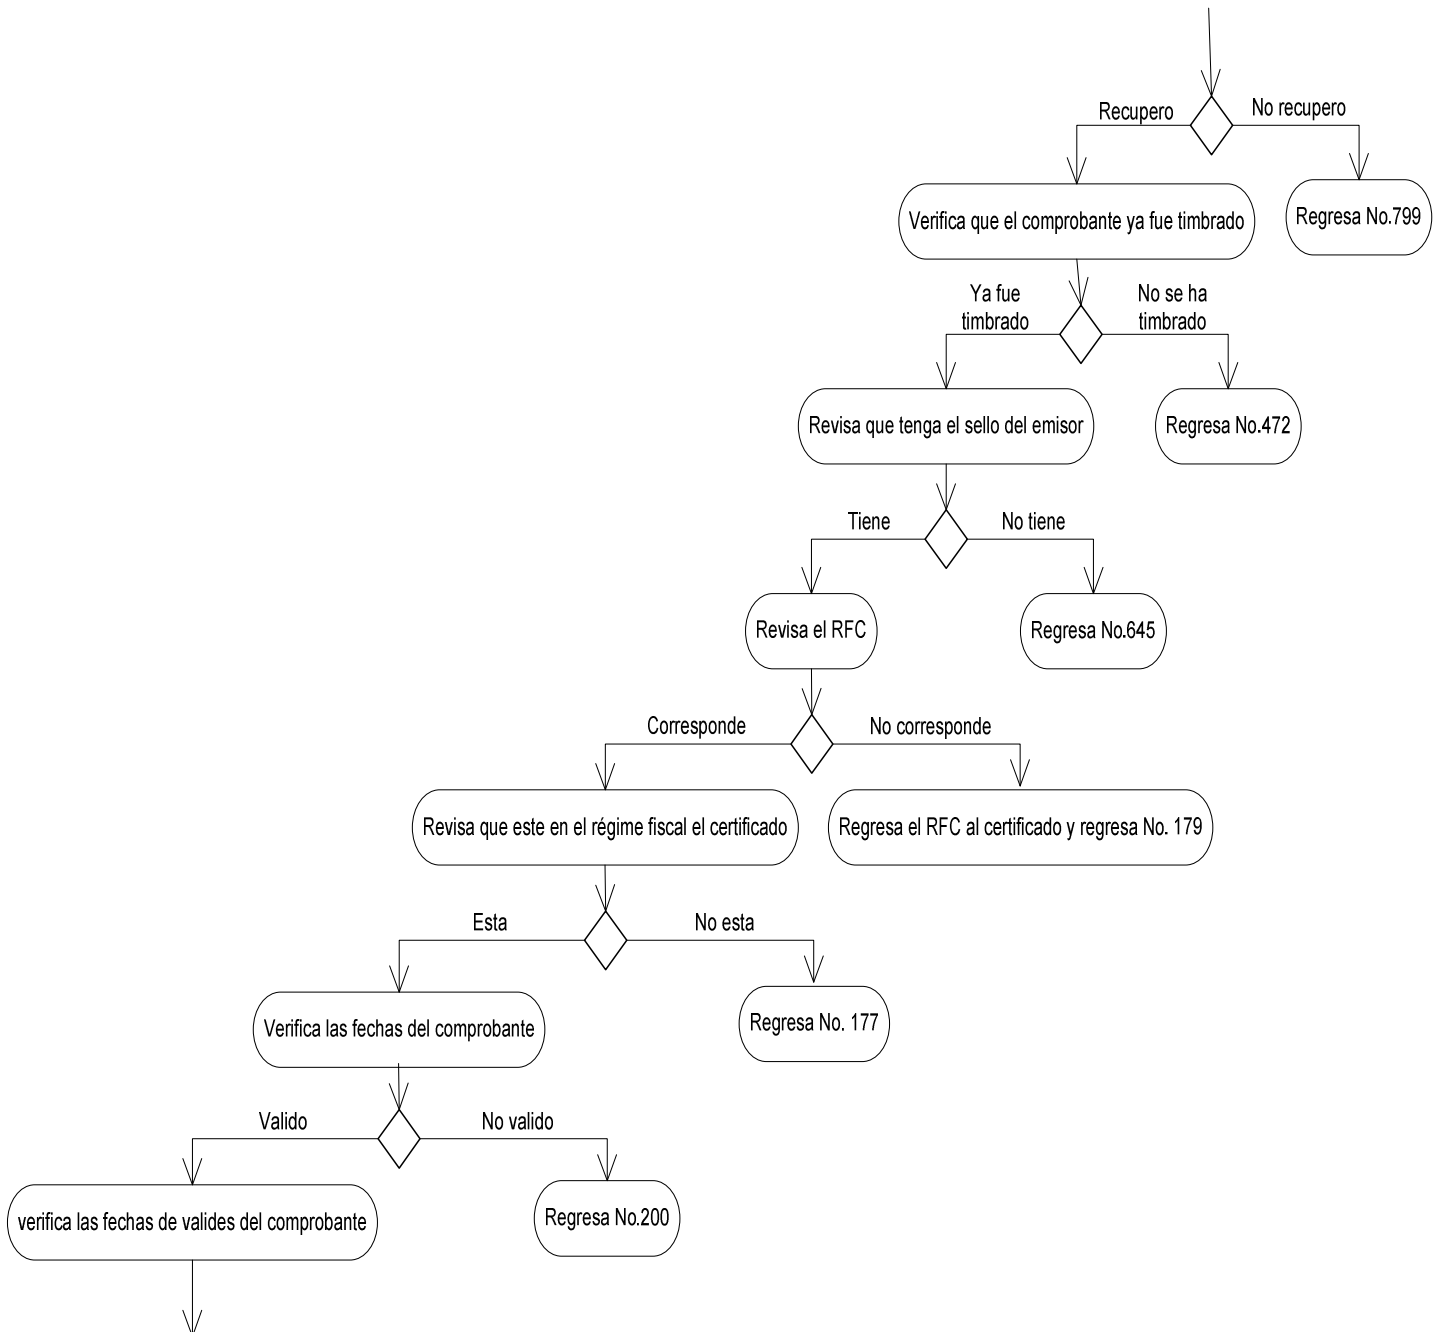 Recupero
No recupero
Verifica que el comprobante ya fue timbrado
Regresa No.799
Ya fue
timbrado
No se ha
timbrado
Revisa que tenga el sello del emisor
Regresa No.472
Tiene
No tiene
Revisa el RFC
Regresa No.645
Corresponde
No corresponde
Revisa que este en el régime fiscal el certificado
Regresa el RFC al certificado y regresa No. 179
Esta
No esta
Verifica las fechas del comprobante
Regresa No. 177
Valido
No valido
verifica las fechas de valides del comprobante
Regresa No.200